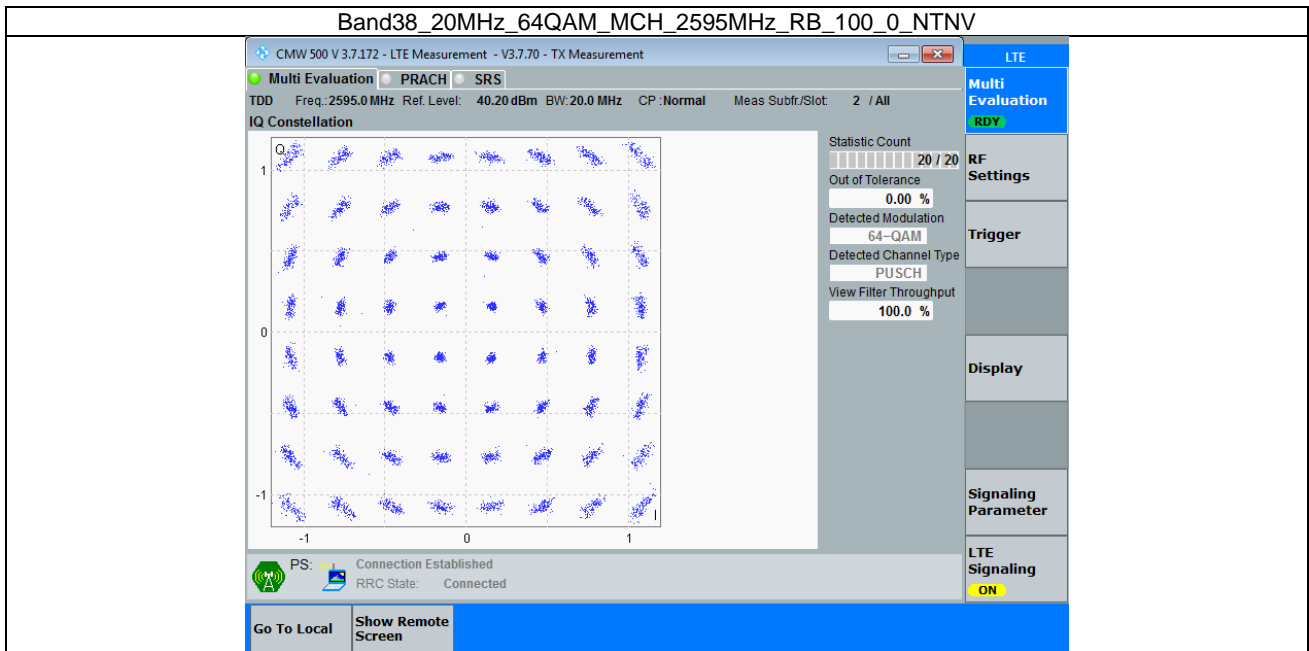 Band38_20MHz_64QAM_MCH_2595MHz_RB_100_0_NTNV
CMW 500 V 3.7.172 - LTE Measurement - V3.7.70 - TX Measurement
LTE
Multi Evaluation PRACH SRS
TDD Freq.:2595.0 MHz Ref. Level: 40.20 dBm BW:20.0 MHz CP :Normal Meas Subfr./Slot: 2 / All
IQ Constellation
Q
1
0
-1
I
-1 0 1
Statistic Count
20 / 20
Out of Tolerance
0.00 %
Detected Modulation
64-QAM
Detected Channel Type
PUSCH
View Filter Throughput
100.0 %
Multi
Evaluation
RDY
RF
Settings
Trigger
Display
Signaling
Parameter
LTE
Signaling
ON
PS: Connection Established
RRC State: Connected
Go To Local
Show Remote
Screen